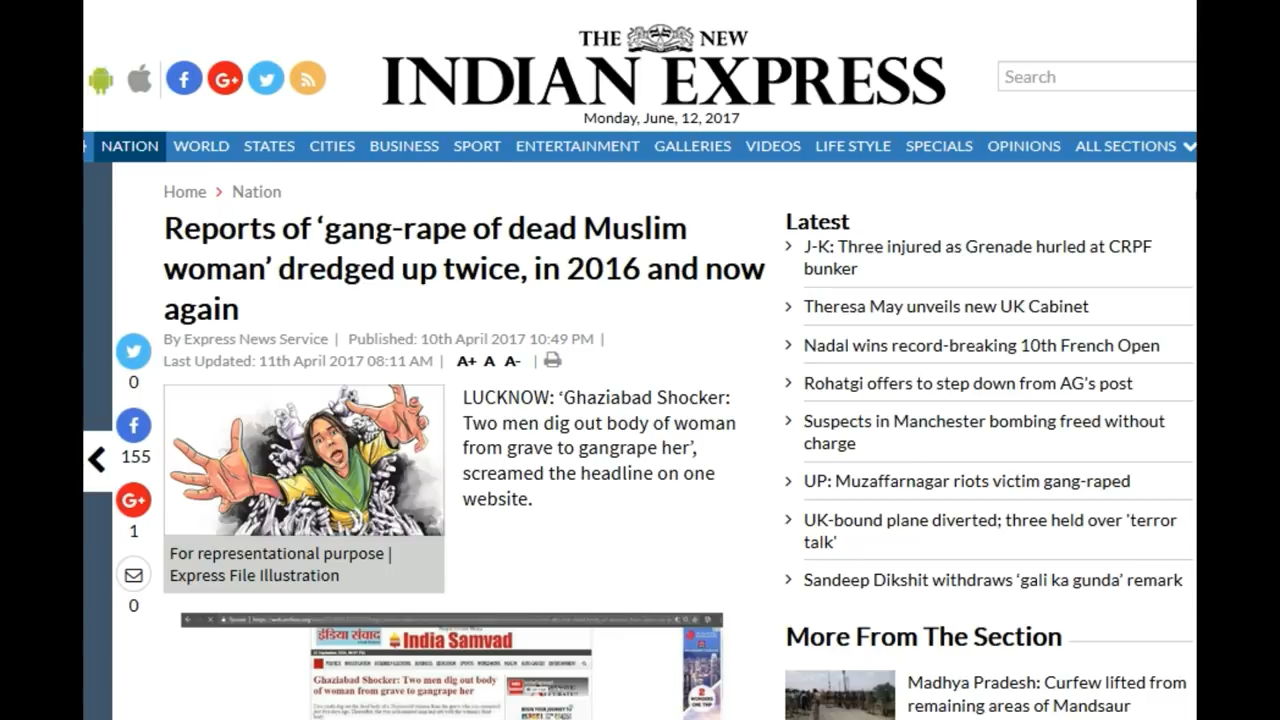 THE NEW
INDIAN EXPRESS
Monday, June, 12, 2017
Search
NATION WORLD STATES CITIES BUSINESS SPORT ENTERTAINMENT GALLERIES VIDEOS LIFE STYLE SPECIALS OPINIONS ALL SECTIONS
Home > Nation
Reports of ‘gang-rape of dead Muslim
woman’ dredged up twice, in 2016 and now
again
By Express News Service | Published: 10th April 2017 10:49 PM |
Last Updated: 11th April 2017 08:11 AM | A+ A A- |
0
155
1
0
For representational purpose |
Express File Illustration
LUCKNOW: ‘Ghaziabad Shocker:
Two men dig out body of woman
from grave to gangrape her’,
screamed the headline on one
website.
इंडिया संवाद India Samvad
Ghaziabad Shocker: Two men dig out body
of woman from grave to gangrape her
Latest
J-K: Three injured as Grenade hurled at CRPF
bunker
Theresa May unveils new UK Cabinet
Nadal wins record-breaking 10th French Open
Rohatgi offers to step down from AG's post
Suspects in Manchester bombing freed without
charge
UP: Muzaffarnagar riots victim gang-raped
UK-bound plane diverted; three held over 'terror
talk'
Sandeep Dikshit withdraws ‘gali ka gunda’ remark
More From The Section
Madhya Pradesh: Curfew lifted from
remaining areas of Mandsaur